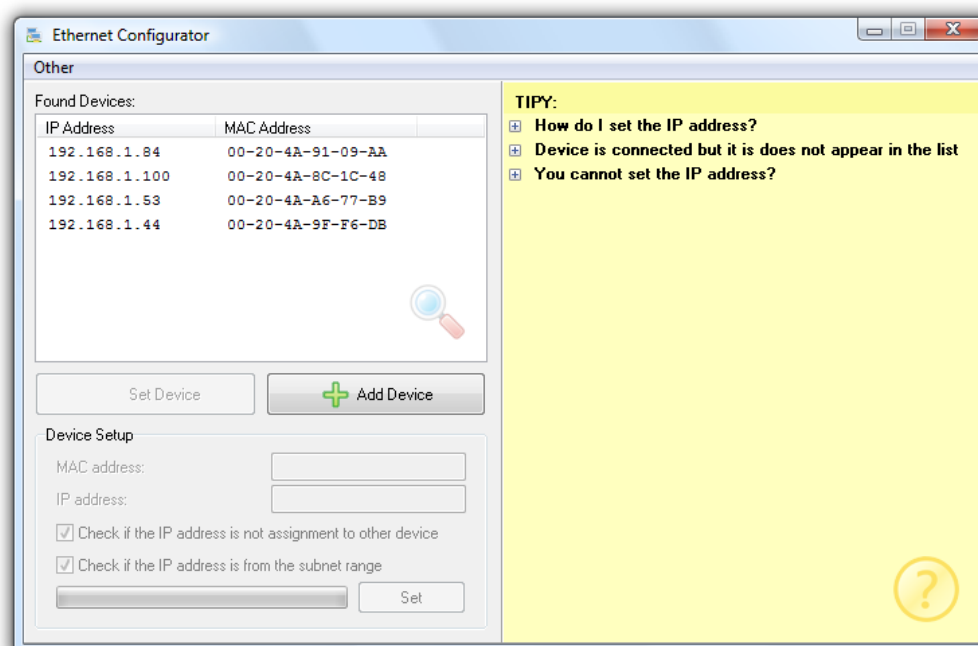 Ethernet Configurator
Other
Found Devices:
IP Address MAC Address
192.168.1.84 00-20-4A-91-09-AA
192.168.1.100 00-20-4A-8C-1C-48
192.168.1.53 00-20-4A-A6-77-B9
192.168.1.44 00-20-4A-9F-F6-DB
Set Device
Add Device
Device Setup
MAC address:
IP address:
Check if the IP address is not assignment to other device
Check if the IP address is from the subnet range
Set
TIPY:
How do I set the IP address?
Device is connected but it is does not appear in the list
You cannot set the IP address?
?